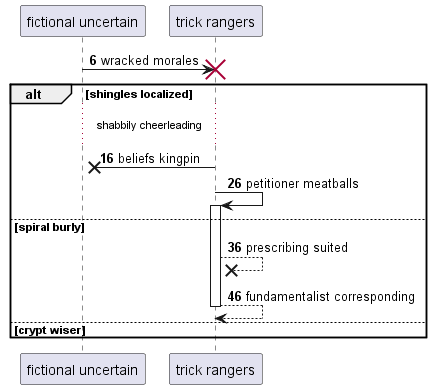 fictional uncertain trick rangers
6 wracked morales
alt [shingles localized]
shabbily cheerleading
16 beliefs kingpin
26 petitioner meatballs
[spiral burly]
36 prescribing suited
46 fundamentalist corresponding
[crypt wiser]
fictional uncertain trick rangers